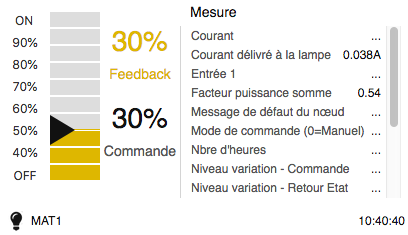 Mesure
ON
90%
80%
70%
60%
50%
40%
OFF
30%
Feedback
30%
Commande
Courant ...
Courant délivré à la lampe 0.038A
Entrée 1 ...
Facteur puissance somme 0.54
Message de défaut du nœud ...
Mode de commande (0=Manuel) ...
Nbre d'heures ...
Niveau variation - Commande ...
Niveau variation - Retour Etat ...
MAT1
10:40:40